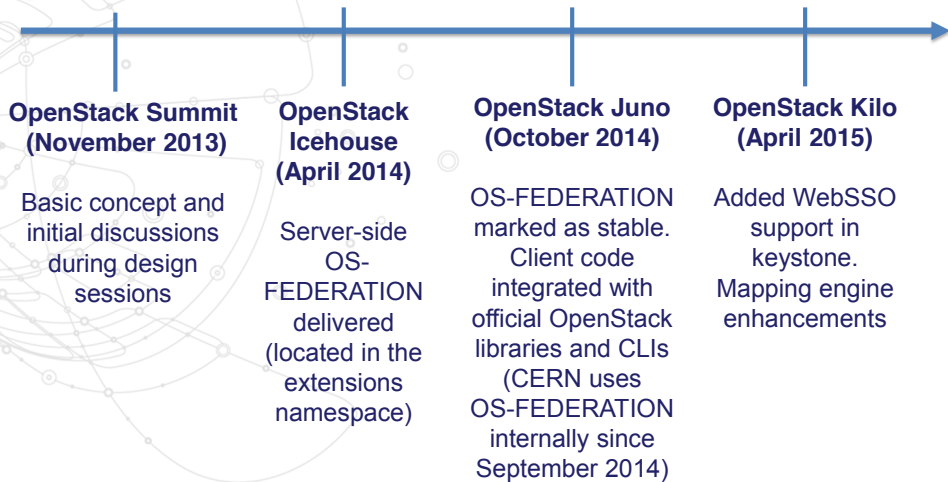 OpenStack Summit
(November 2013)
Basic concept and
initial discussions
during design
sessions
OpenStack
Icehouse
(April 2014)
Server-side
OS-
FEDERATION
delivered
(located in the
extensions
namespace)
OpenStack Juno
(October 2014)
OS-FEDERATION
marked as stable.
Client code
integrated with
official OpenStack
libraries and CLIs
(CERN uses
OS-FEDERATION
internally since
September 2014)
OpenStack Kilo
(April 2015)
Added WebSSO
support in
keystone.
Mapping engine
enhancements